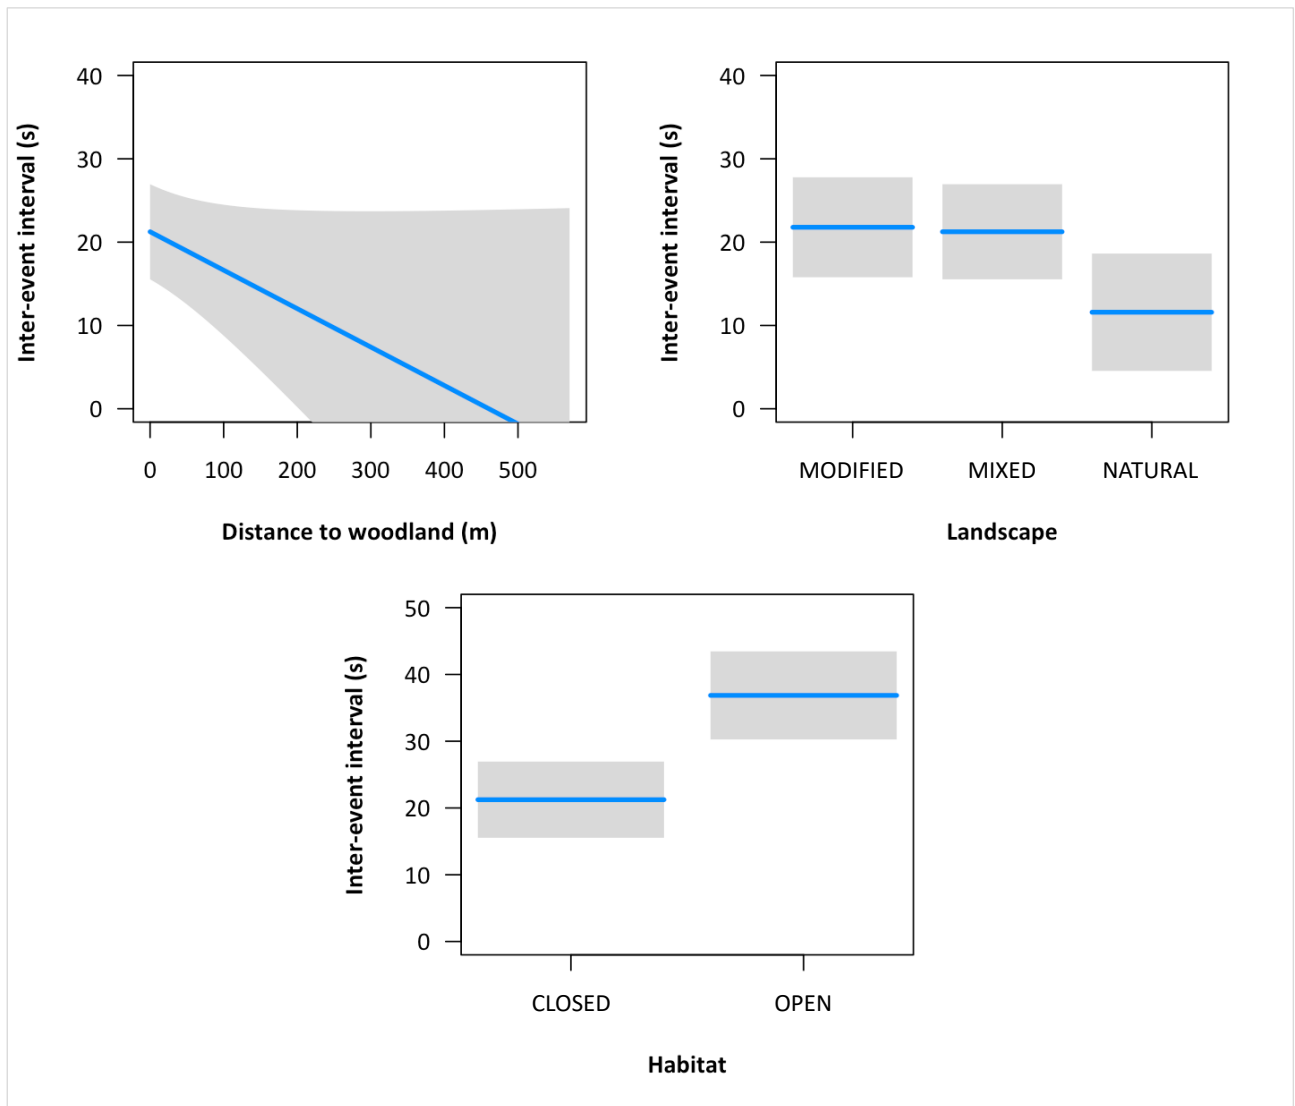 Inter-event interval (s)
40
30
20
10
0
0 100 200 300 400 500
Distance to woodland (m)
Inter-event interval (s)
40
30
20
10
0
MODIFIED MIXED NATURAL
Landscape
Inter-event interval (s)
50
40
30
20
10
0
CLOSED OPEN
Habitat